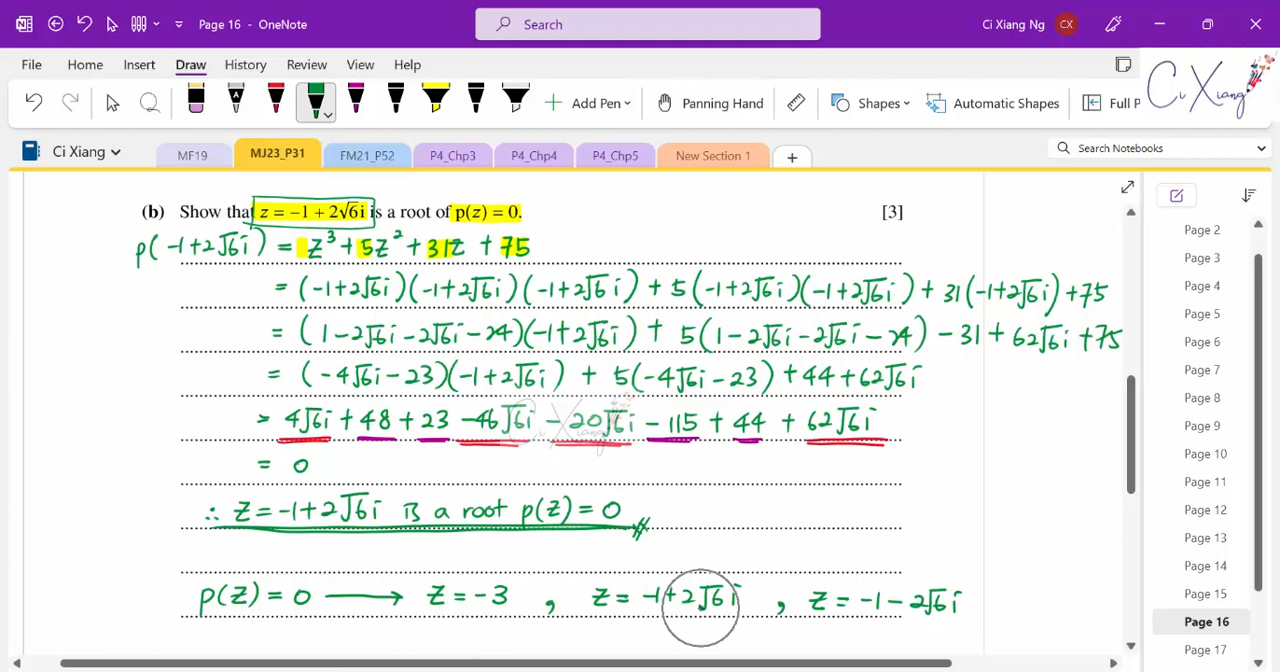 Page 16 - OneNote
Search
Ci Xiang Ng CX
File Home Insert Draw History Review View Help
Add Pen Panning Hand Shapes Automatic Shapes Full P
Ci Xiang
Ci Xiang MF19 MJ23_P31 FM21_P52 P4_Chp3 P4_Chp4 P4_Chp5 New Section 1 + Search Notebooks
(b) Show that z = −1 + 2√6i is a root of p(z) = 0. [3]
p(-1+2√6i) = z³ + 5z² + 31z + 75
= (-1+2√6i)(-1+2√6i)(-1+2√6i) + 5(-1+2√6i)(-1+2√6i) + 31(-1+2√6i) + 75
= (1-2√6i-2√6i-24)(-1+2√6i) + 5(1-2√6i-2√6i-24) - 31 + 62√6i + 75
= (-4√6i-23)(-1+2√6i) + 5(-4√6i-23) + 44 + 62√6i
= 4√6i + 48 + 23 - 46√6i - 20√6i - 115 + 44 + 62√6i
Ci Xiang
= 0
∴ z = -1+2√6i is a root p(z) = 0
p(z) = 0 ⟶ z = -3 , z = -1+2√6i , z = -1-2√6i
Page 2
Page 3
Page 4
Page 5
Page 6
Page 7
Page 8
Page 9
Page 10
Page 11
Page 12
Page 13
Page 14
Page 15
Page 16
Page 17